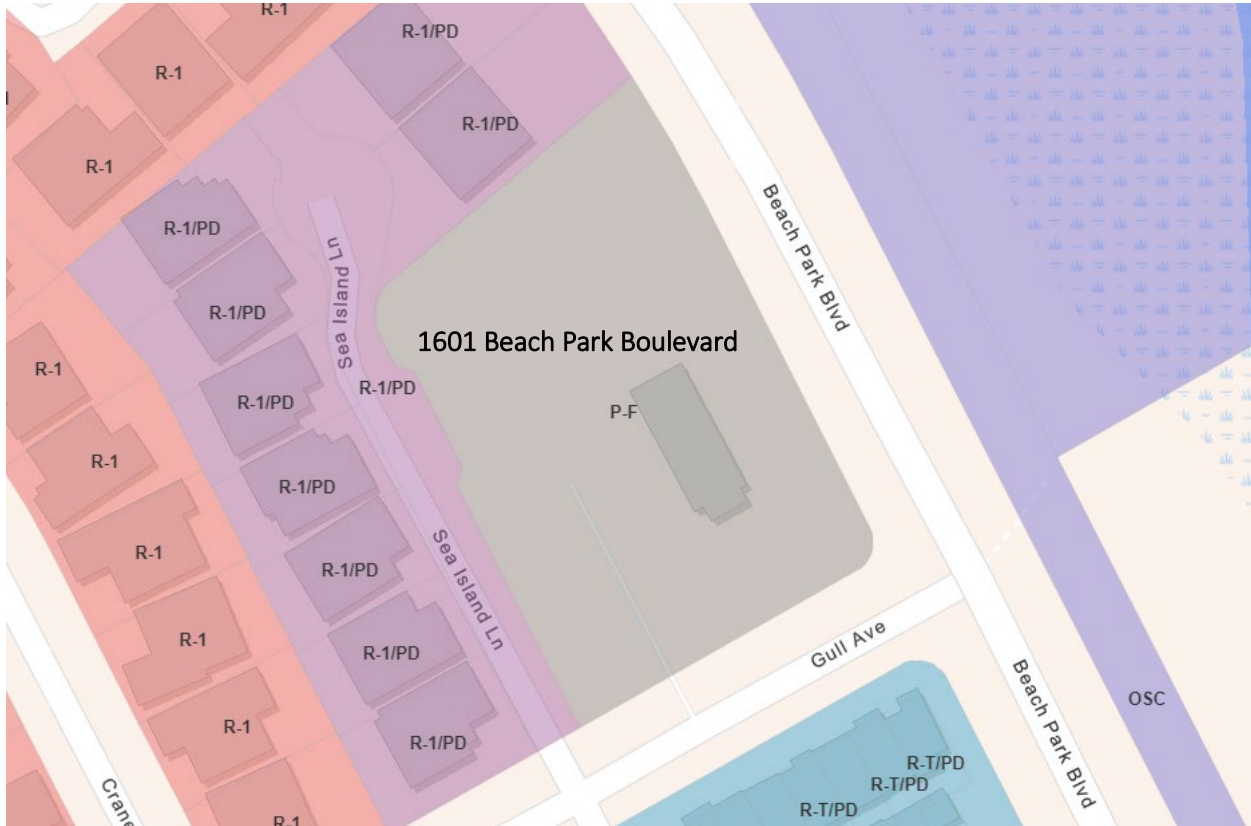 R-1/PD
R-1
R-1
R-1/PD
R-1
Beach Park Blvd
R-1/PD
Sea Island Ln
R-1/PD
1601 Beach Park Boulevard
R-1
R-1/PD
R-1/PD
P-F
R-1
R-1/PD
R-1
Sea Island Ln
R-1/PD
R-1
R-1/PD
Gull Ave
OSC
Beach Park Blvd
R-1
R-1/PD
R-T/PD
R-T/PD
R-T/PD
Crane
R-1